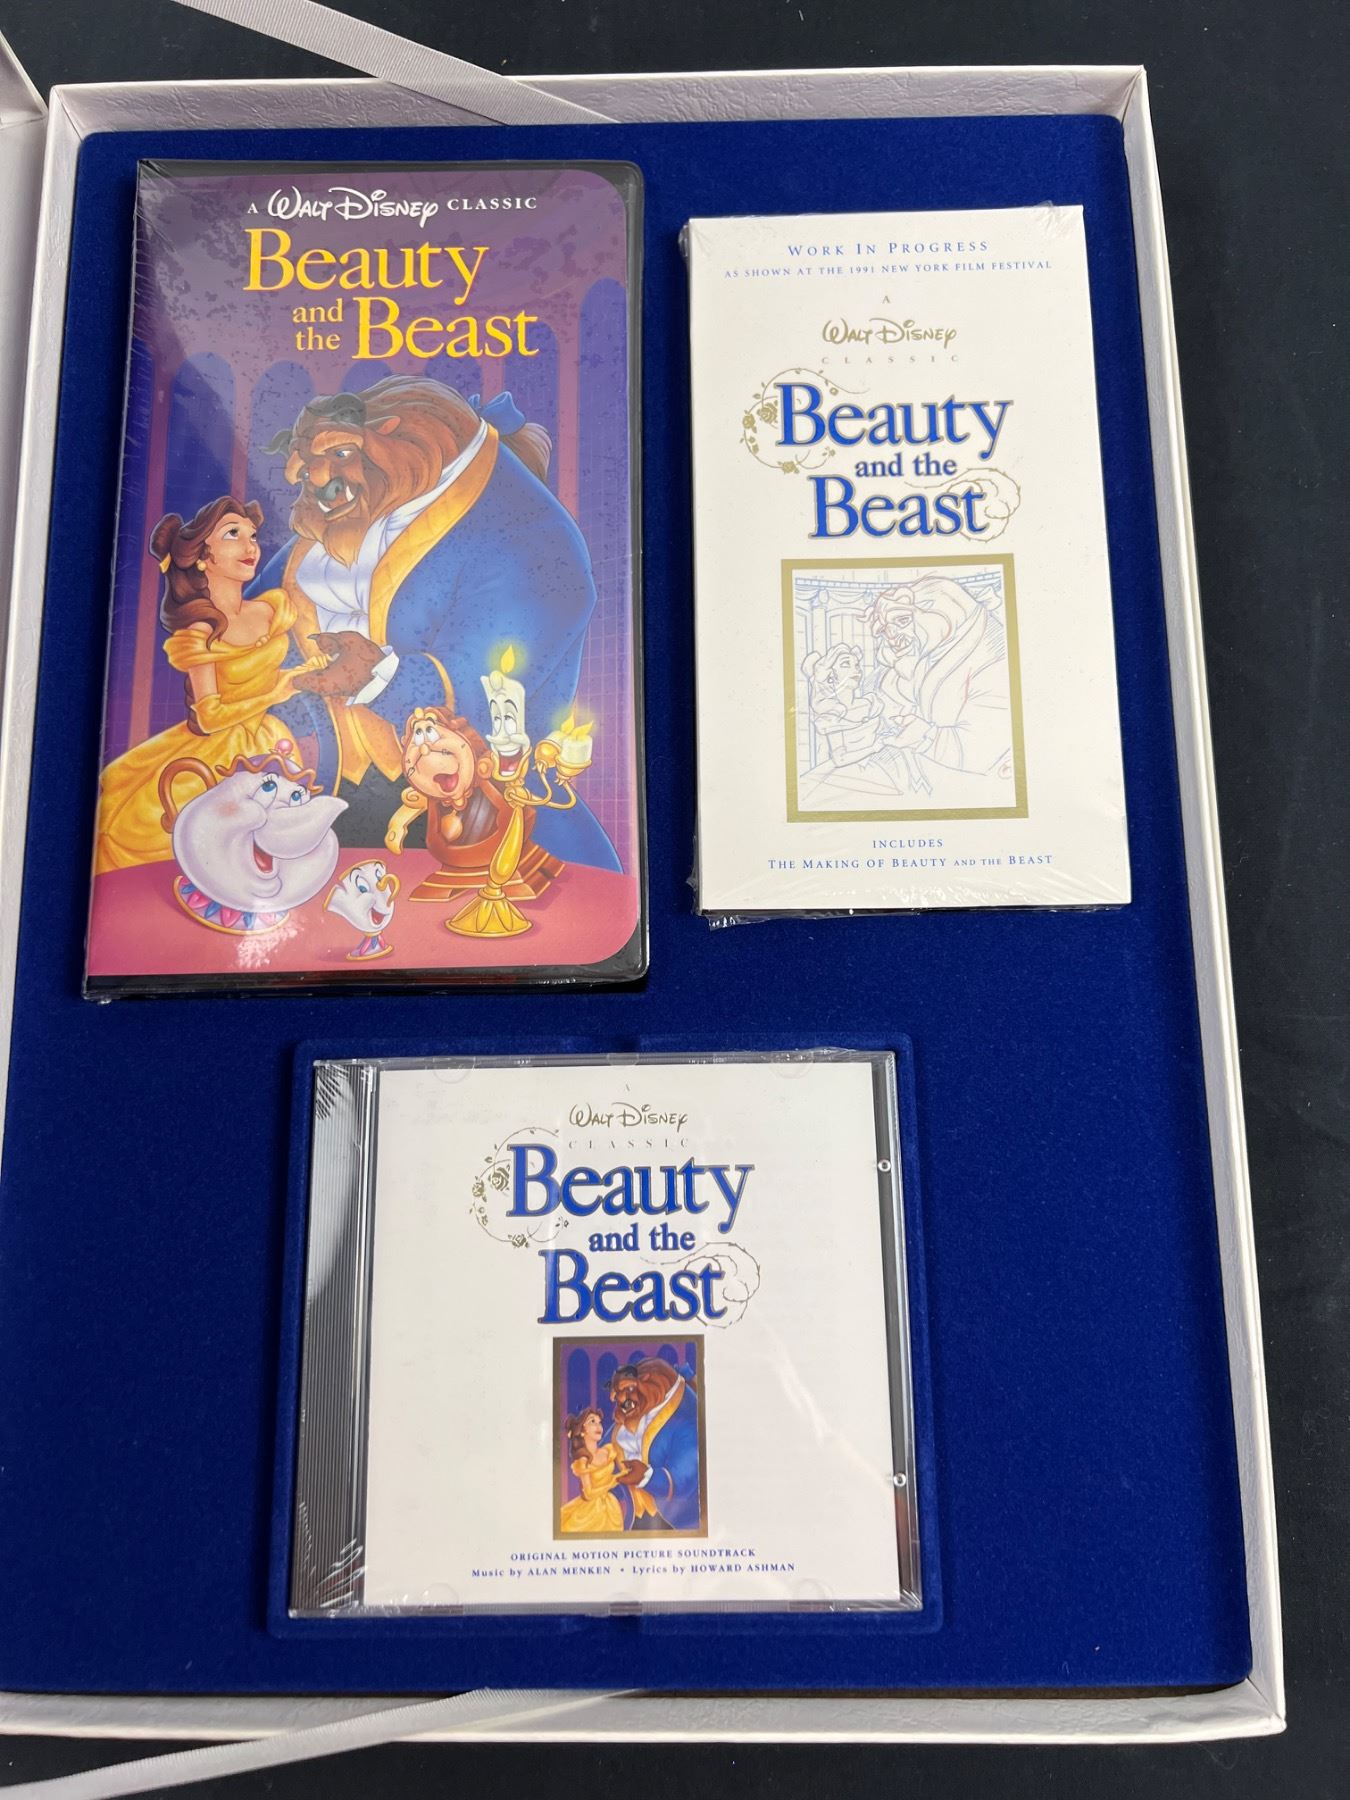 A WALT DISNEY CLASSIC
Beauty
and
the Beast
WORK IN PROGRESS
AS SHOWN AT THE 1991 NEW YORK FILM FESTIVAL
A
WALT DISNEY
CLASSIC
Beauty
and the
Beast
INCLUDES
THE MAKING OF BEAUTY AND THE BEAST
A
WALT DISNEY
CLASSIC
Beauty
and the
Beast
ORIGINAL MOTION PICTURE SOUNDTRACK
Music by ALAN MENKEN • Lyrics by HOWARD ASHMAN